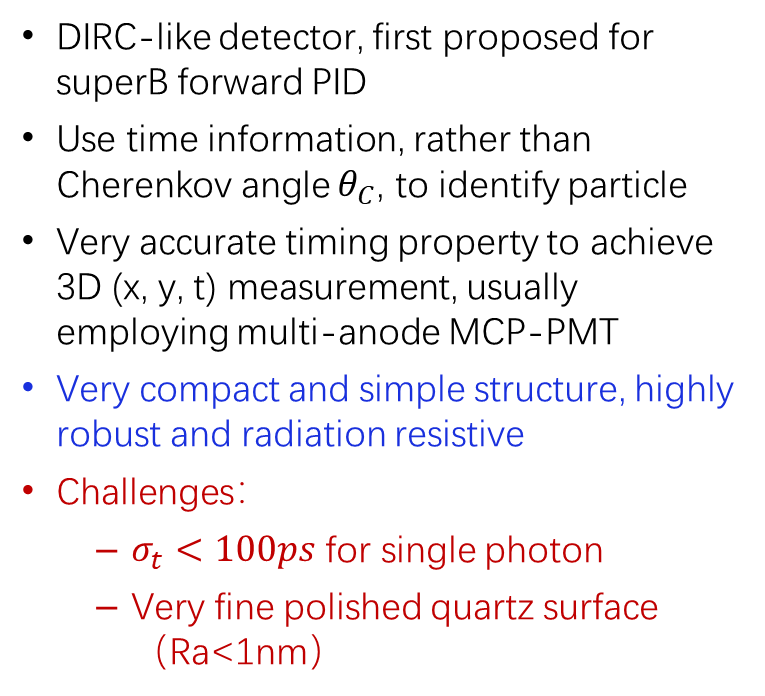 • DIRC-like detector, first proposed for
superB forward PID
• Use time information, rather than
Cherenkov angle θ_C, to identify particle
• Very accurate timing property to achieve
3D (x, y, t) measurement, usually
employing multi-anode MCP-PMT
• Very compact and simple structure, highly
robust and radiation resistive
• Challenges：
– σ_t < 100ps for single photon
– Very fine polished quartz surface
（Ra<1nm）